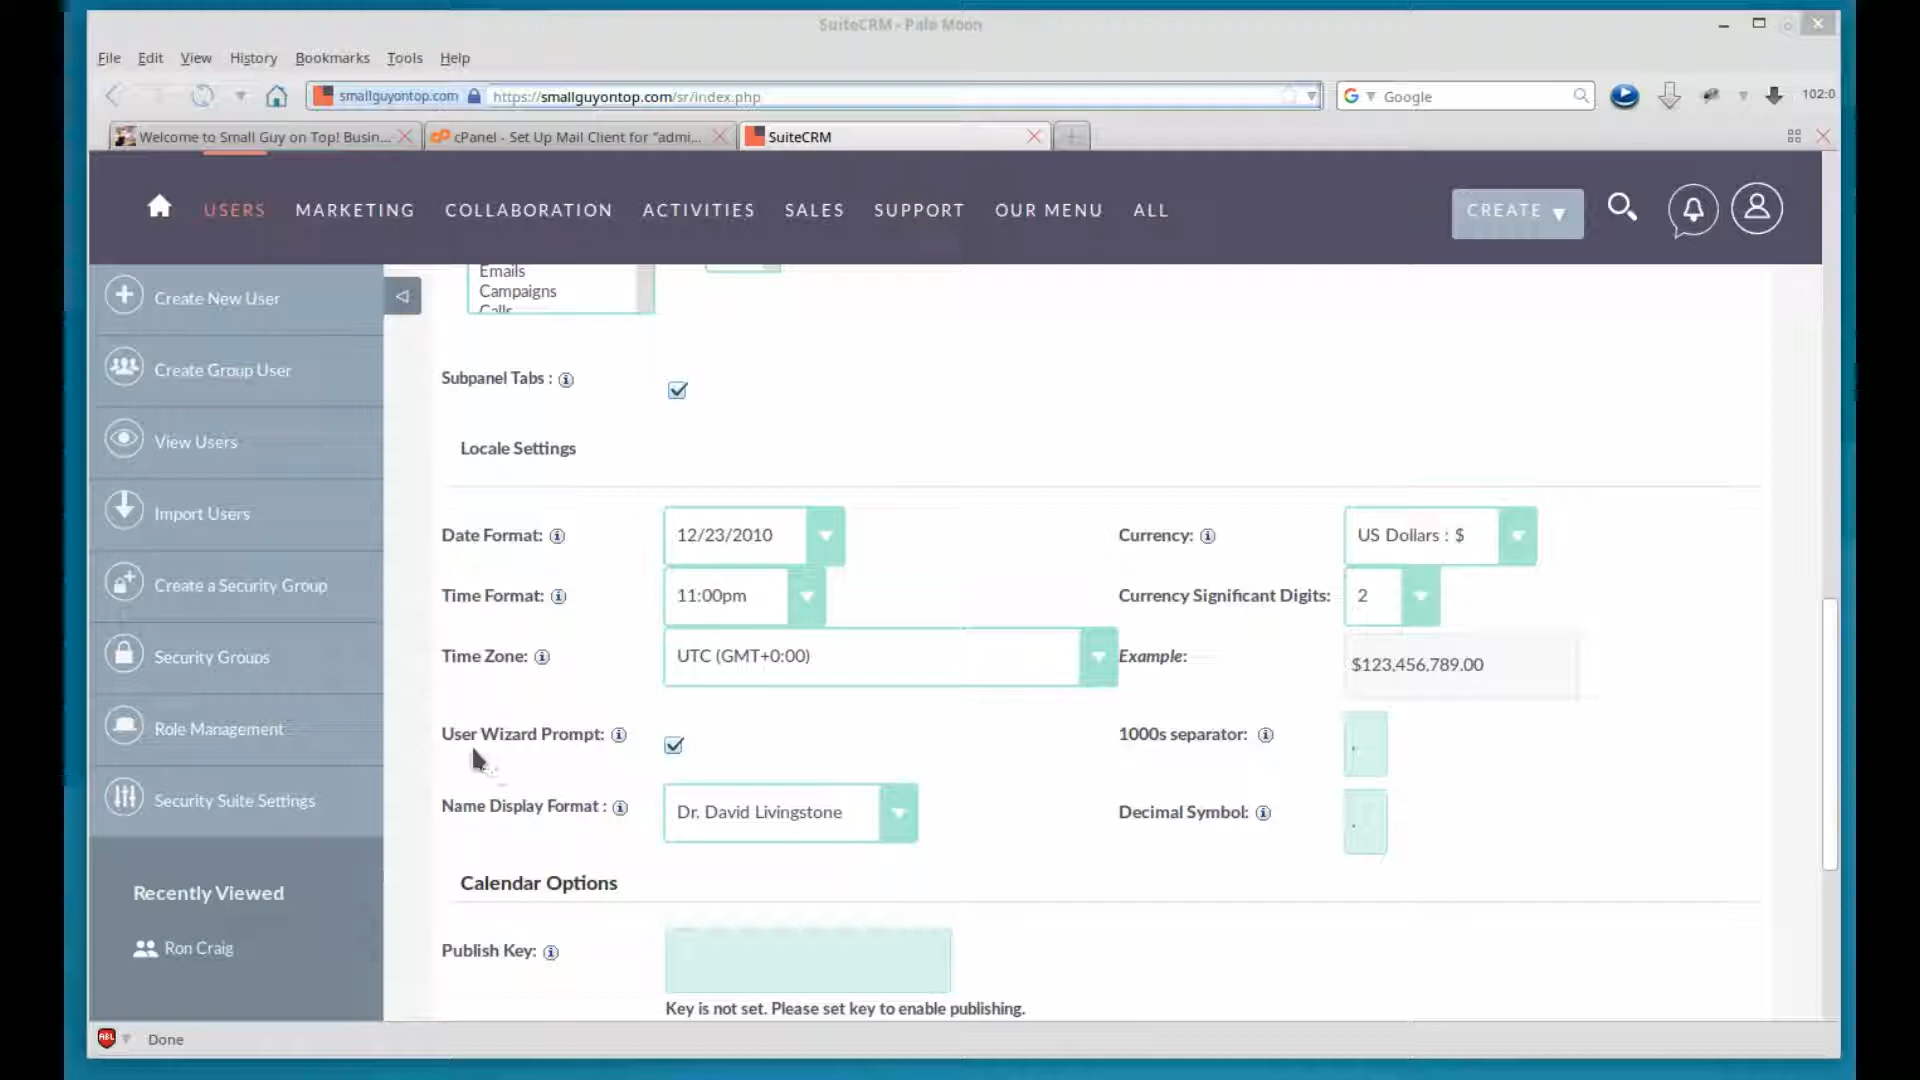 SuiteCRM - Pale Moon
File Edit View History Bookmarks Tools Help
smallguyontop.com https://smallguyontop.com/sr/index.php
Google
102:0
Welcome to Small Guy on Top! Busin...
cPanel - Set Up Mail Client for "admi...
SuiteCRM
USERS MARKETING COLLABORATION ACTIVITIES SALES SUPPORT OUR MENU ALL
CREATE
Create New User
Create Group User
View Users
Import Users
Create a Security Group
Security Groups
Role Management
Security Suite Settings
Recently Viewed
Ron Craig
Emails
Campaigns
Calls
Subpanel Tabs :
Locale Settings
Date Format: 12/23/2010 Currency: US Dollars : $
Time Format: 11:00pm Currency Significant Digits: 2
Time Zone: UTC (GMT+0:00) Example: $123,456,789.00
User Wizard Prompt: 1000s separator: ,
Name Display Format : Dr. David Livingstone Decimal Symbol: .
Calendar Options
Publish Key:
Key is not set. Please set key to enable publishing.
ABL Done